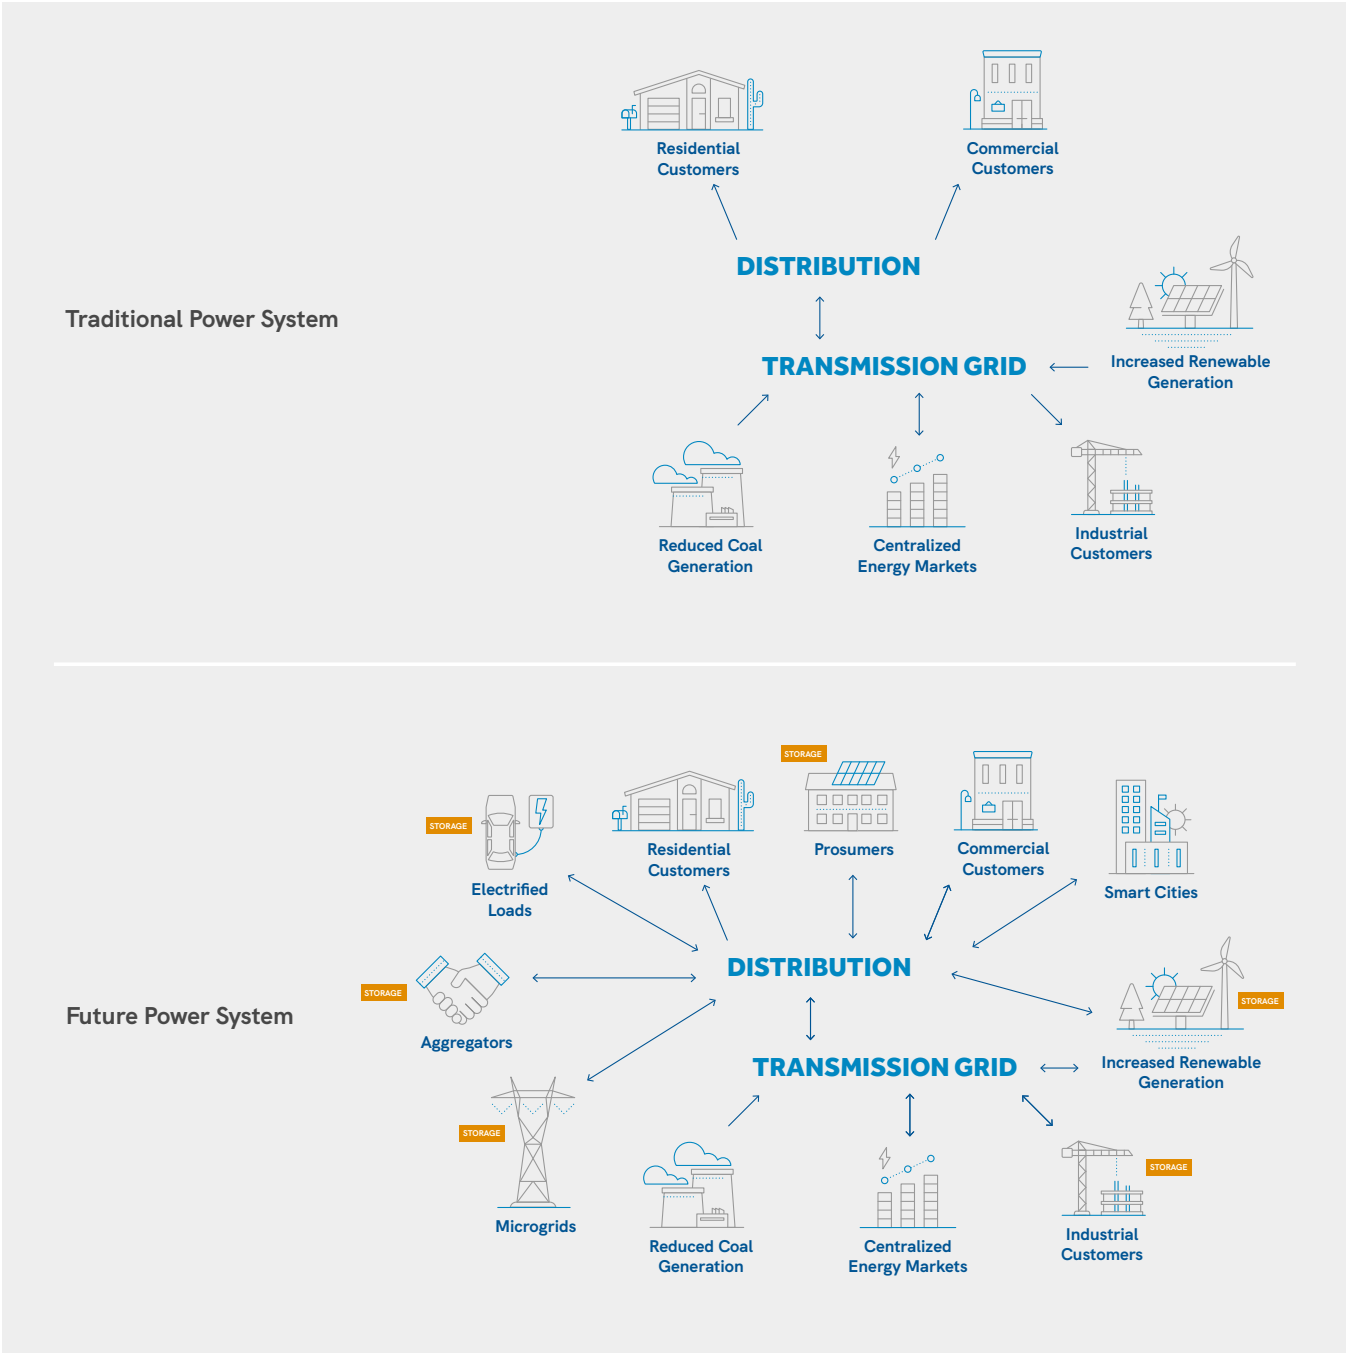 Residential
Customers
Commercial
Customers
DISTRIBUTION
Traditional Power System
TRANSMISSION GRID
Increased Renewable
Generation
Reduced Coal
Generation
Centralized
Energy Markets
Industrial
Customers
STORAGE
Electrified
Loads
Residential
Customers
STORAGE
Prosumers
Commercial
Customers
Smart Cities
DISTRIBUTION
STORAGE
Aggregators
Future Power System
STORAGE
Increased Renewable
Generation
TRANSMISSION GRID
STORAGE
Microgrids
Reduced Coal
Generation
Centralized
Energy Markets
STORAGE
Industrial
Customers